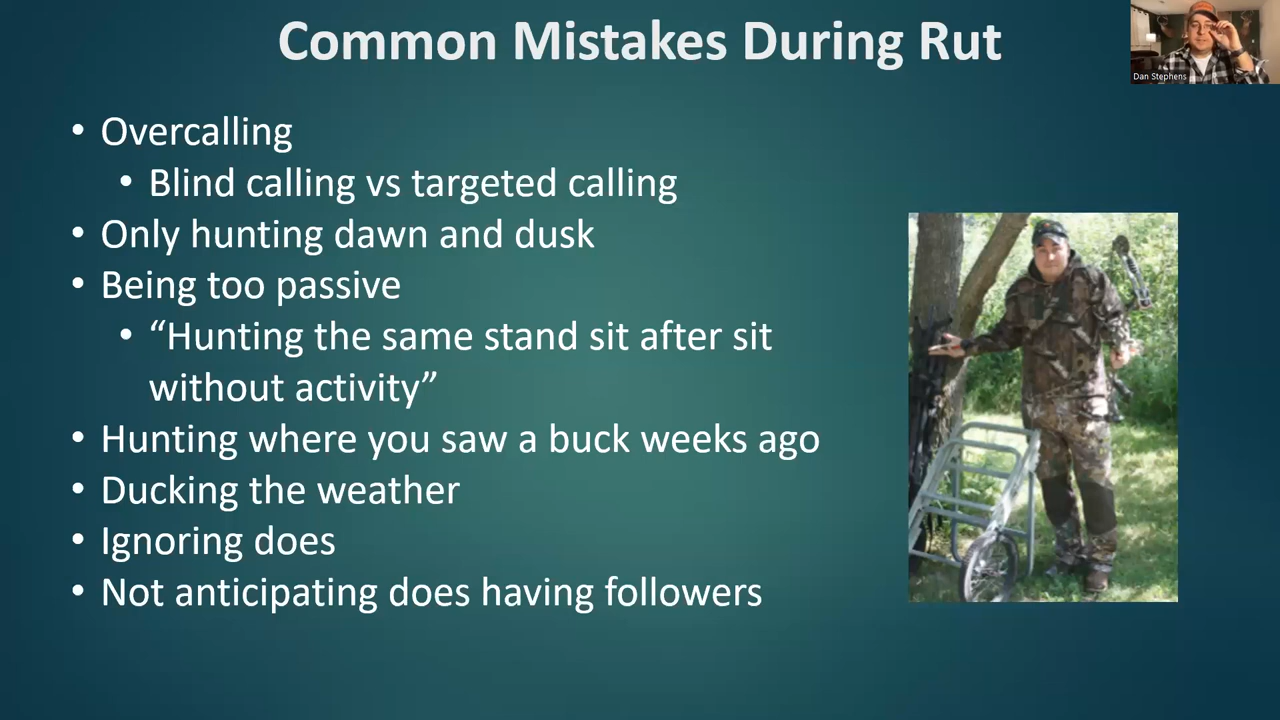 Common Mistakes During Rut
Dan Stephens
• Overcalling
• Blind calling vs targeted calling
• Only hunting dawn and dusk
• Being too passive
• “Hunting the same stand sit after sit
without activity”
• Hunting where you saw a buck weeks ago
• Ducking the weather
• Ignoring does
• Not anticipating does having followers